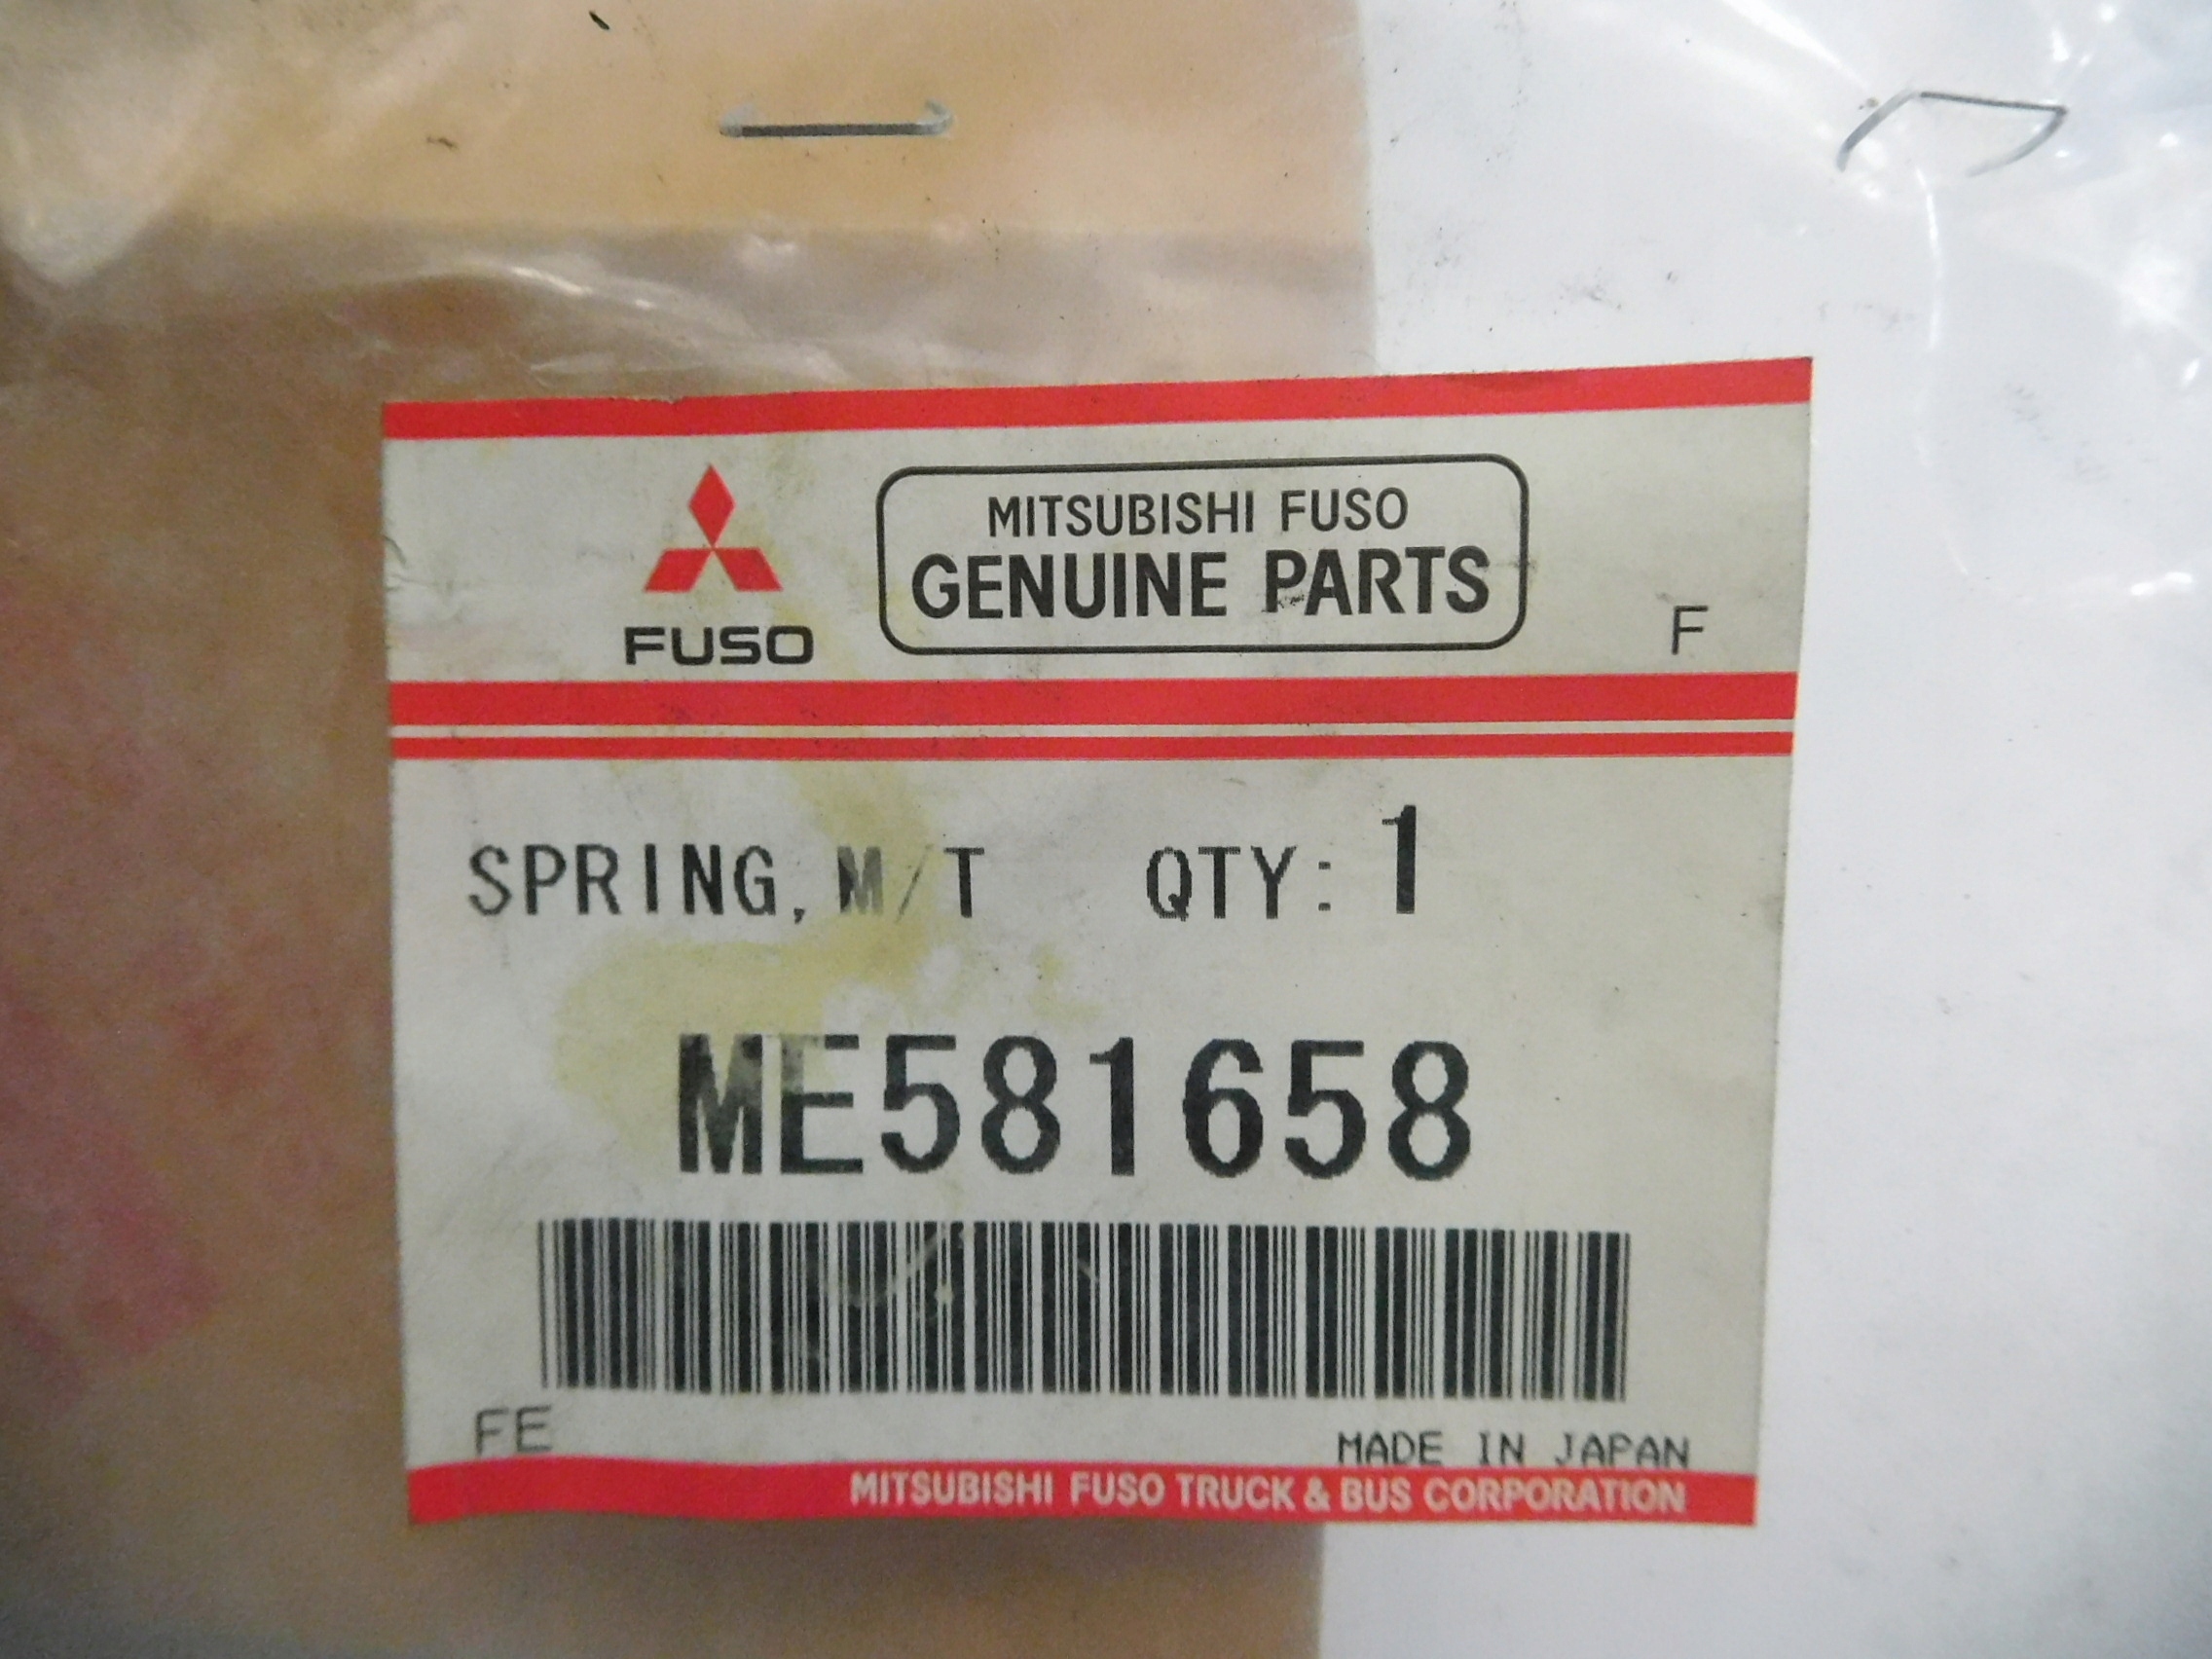 MITSUBISHI FUSO
GENUINE PARTS
FUSO
F
SPRING, M/T QTY: 1
ME581658
FE
MADE IN JAPAN
MITSUBISHI FUSO TRUCK & BUS CORPORATION